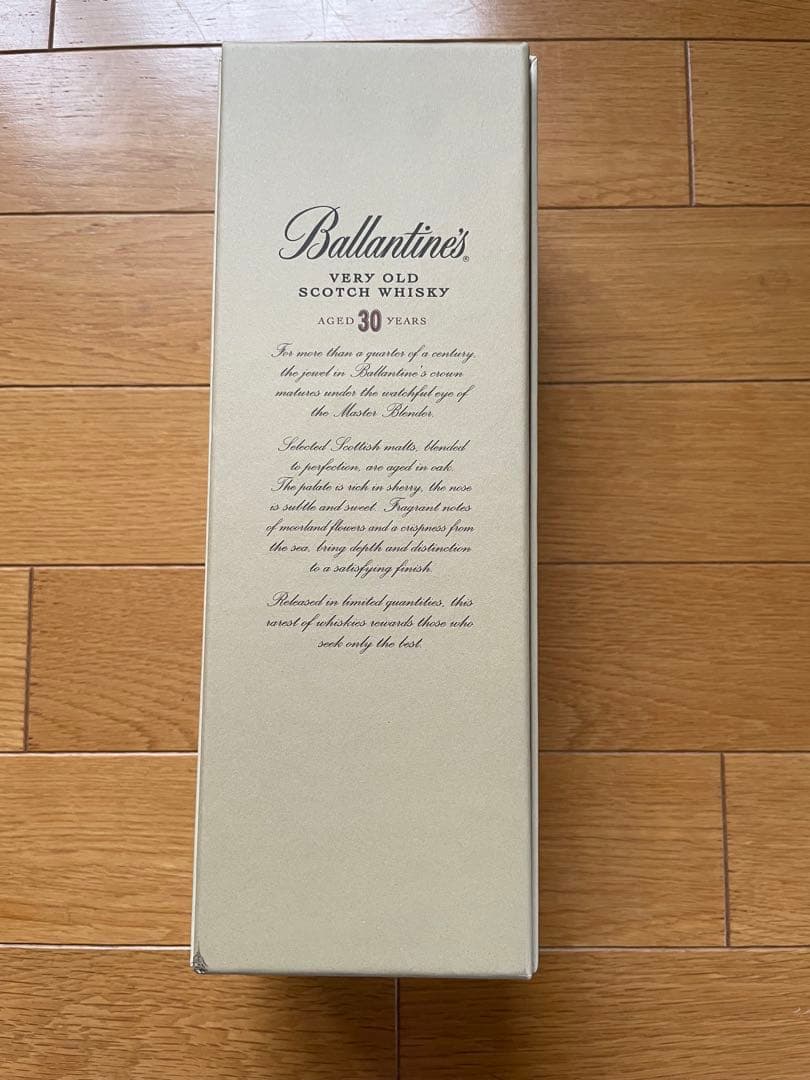 Ballantine's®
VERY OLD
SCOTCH WHISKY
AGED 30 YEARS
For more than a quarter of a century,
the jewel in Ballantine's crown
matures under the watchful eye of
the Master Blender.
Selected Scottish malts, blended
to perfection, are aged in oak.
The palate is rich in sherry, the nose
is subtle and sweet. Fragrant notes
of moorland flowers and a crispness from
the sea, bring depth and distinction
to a satisfying finish.
Released in limited quantities, this
rarest of whiskies rewards those who
seek only the best.